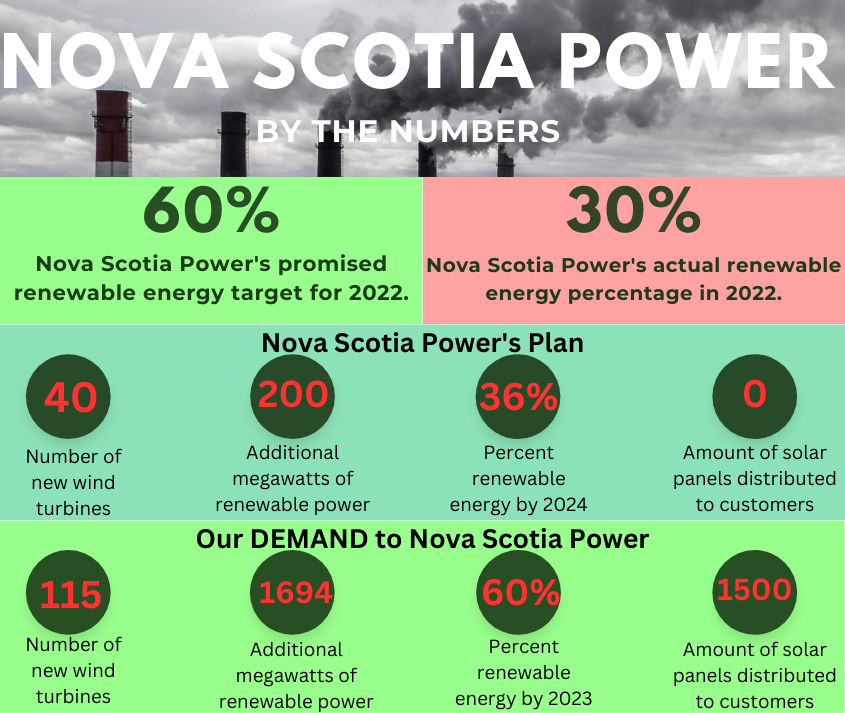 NOVA SCOTIA POWER
BY THE NUMBERS
60%
Nova Scotia Power's promised
renewable energy target for 2022.
30%
Nova Scotia Power's actual renewable
energy percentage in 2022.
Nova Scotia Power's Plan
40
Number of
new wind
turbines
200
Additional
megawatts of
renewable power
36%
Percent
renewable
energy by 2024
0
Amount of solar
panels distributed
to customers
Our DEMAND to Nova Scotia Power
115
Number of
new wind
turbines
1694
Additional
megawatts of
renewable power
60%
Percent
renewable
energy by 2023
1500
Amount of solar
panels distributed
to customers